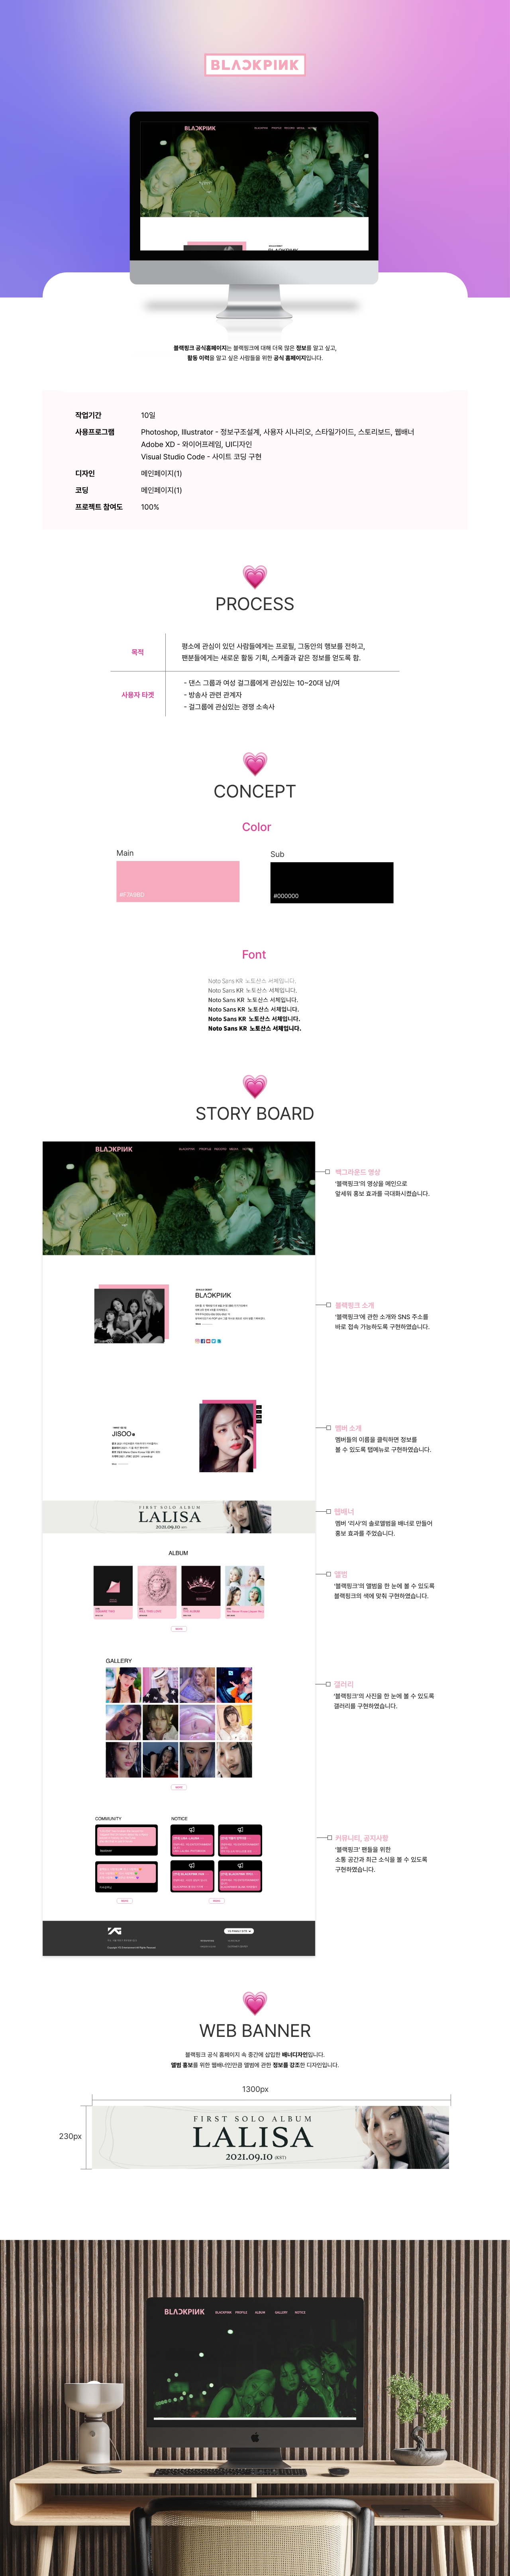 BLACKPINK
BLACKPINK
블랙핑크 공식홈페이지는 블랙핑크에 대해 더욱 많은 정보를 알고 싶고,
활동 이력을 알고 싶은 사람들을 위한 공식 홈페이지입니다.
작업기간 10일
사용프로그램 Photoshop, Illustrator - 정보구조설계, 사용자 시나리오, 스타일가이드, 스토리보드, 웹배너
Adobe XD - 와이어프레임, UI디자인
Visual Studio Code - 사이트 코딩 구현
디자인 메인페이지(1)
코딩 메인페이지(1)
프로젝트 참여도 100%
PROCESS
목적
평소에 관심이 있던 사람들에게는 프로필, 그동안의 행보를 전하고,
팬분들에게는 새로운 활동 기획, 스케줄과 같은 정보를 얻도록 함.
사용자 타겟
- 댄스 그룹과 여성 걸그룹에게 관심있는 10~20대 남/여
- 방송사 관련 관계자
- 걸그룹에 관심있는 경쟁 소속사
CONCEPT
Color
Main
#F7A9BD
Sub
#000000
Font
Noto Sans KR 노토산스 서체입니다.
Noto Sans KR 노토산스 서체입니다.
Noto Sans KR 노토산스 서체입니다.
Noto Sans KR 노토산스 서체입니다.
Noto Sans KR 노토산스 서체입니다.
Noto Sans KR 노토산스 서체입니다.
STORY BOARD
BLACKPINK
백그라운드 영상
'블랙핑크'의 영상을 메인으로
앞세워 홍보 효과를 극대화시켰습니다.
BLACKPINK
블랙핑크 소개
'블랙핑크'에 관한 소개와 SNS 주소를
바로 접속 가능하도록 구현하였습니다.
JISOO
멤버 소개
멤버들의 이름을 클릭하면 정보를
볼 수 있도록 탭메뉴로 구현하였습니다.
FIRST SOLO ALBUM
LALISA
2021.09.10
웹배너
멤버 '리사'의 솔로앨범을 배너로 만들어
홍보 효과를 주었습니다.
ALBUM
앨범
'블랙핑크'의 앨범을 한 눈에 볼 수 있도록
블랙핑크의 색에 맞춰 구현하였습니다.
GALLERY
갤러리
'블랙핑크'의 사진을 한 눈에 볼 수 있도록
갤러리를 구현하였습니다.
COMMUNITY
NOTICE
커뮤니티, 공지사항
'블랙핑크' 팬들을 위한
소통 공간과 최근 소식을 볼 수 있도록
구현하였습니다.
YG
WEB BANNER
블랙핑크 공식 홈페이지 속 중간에 삽입한 배너디자인입니다.
앨범 홍보를 위한 웹배너인만큼 앨범에 관한 정보를 강조한 디자인입니다.
1300px
230px
FIRST SOLO ALBUM
LALISA
2021.09.10
BLACKPINK BLACKPINK PROFILE ALBUM GALLERY NOTICE